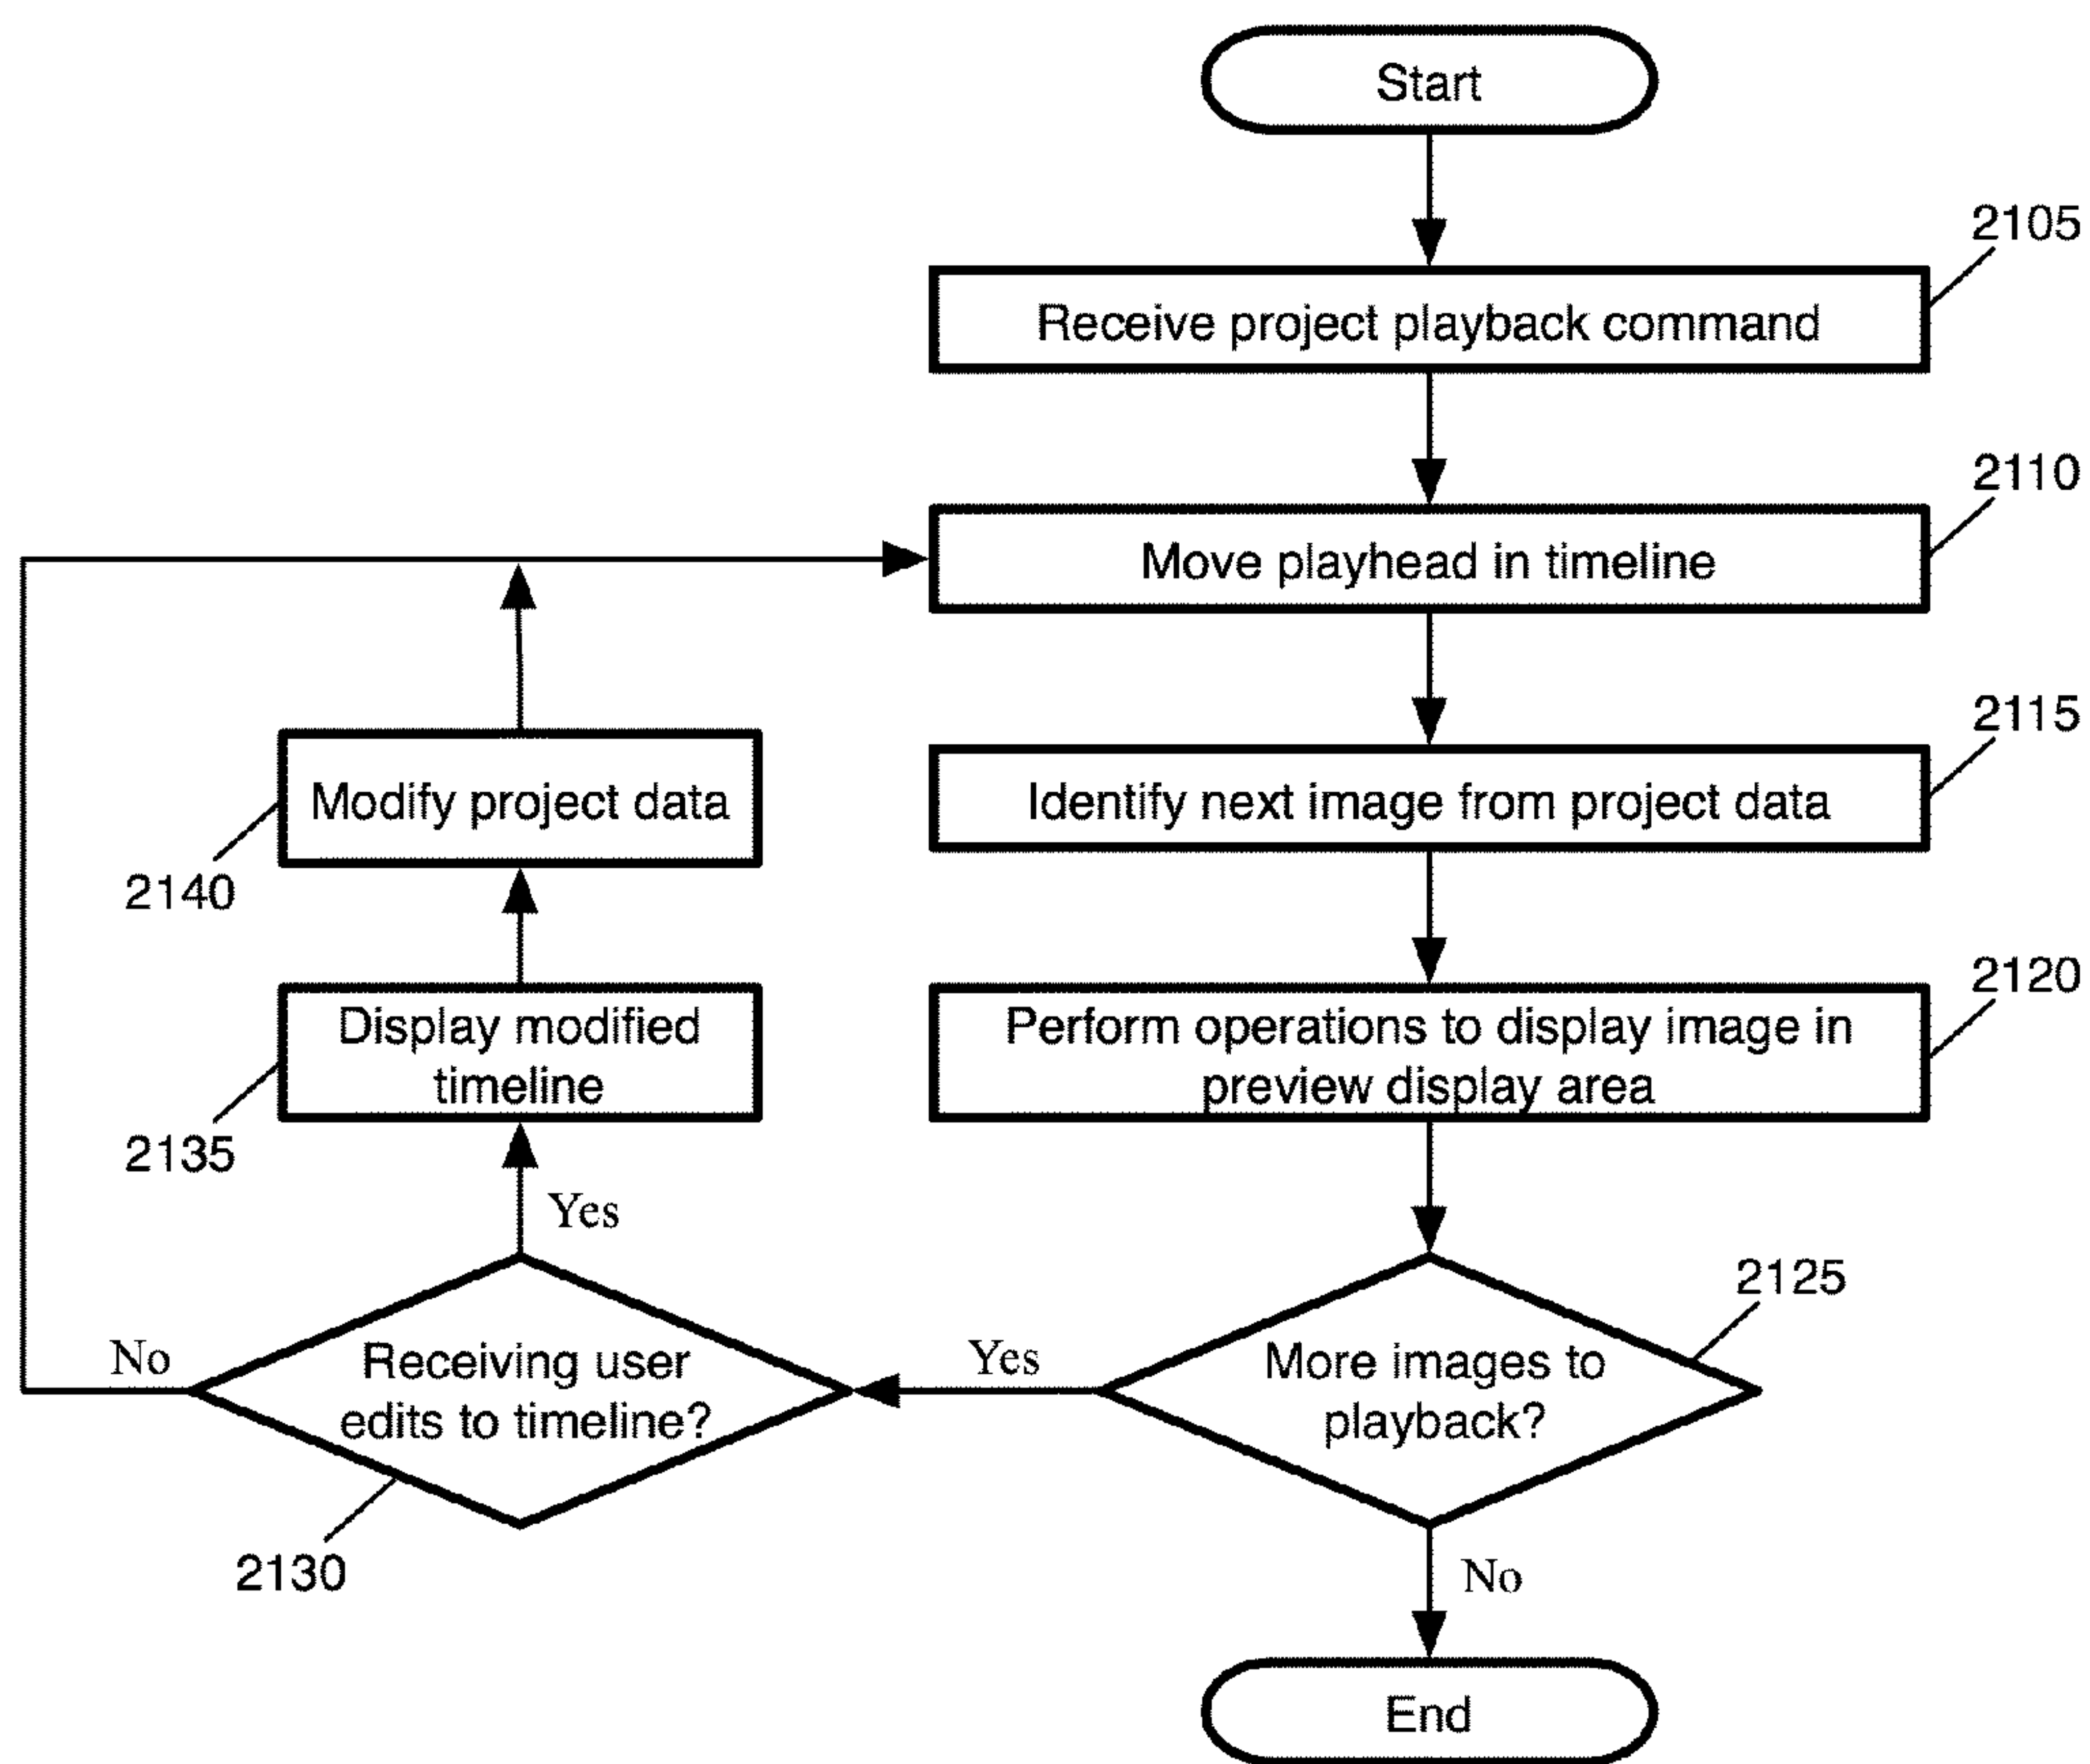 Start
2105
Receive project playback command
2110
Move playhead in timeline
2115
Identify next image from project data
Modify project data
2140
2120
Perform operations to display image in
preview display area
Display modified
timeline
2135
Yes
2125
More images to
playback?
Yes
Receiving user
edits to timeline?
No
2130
No
End